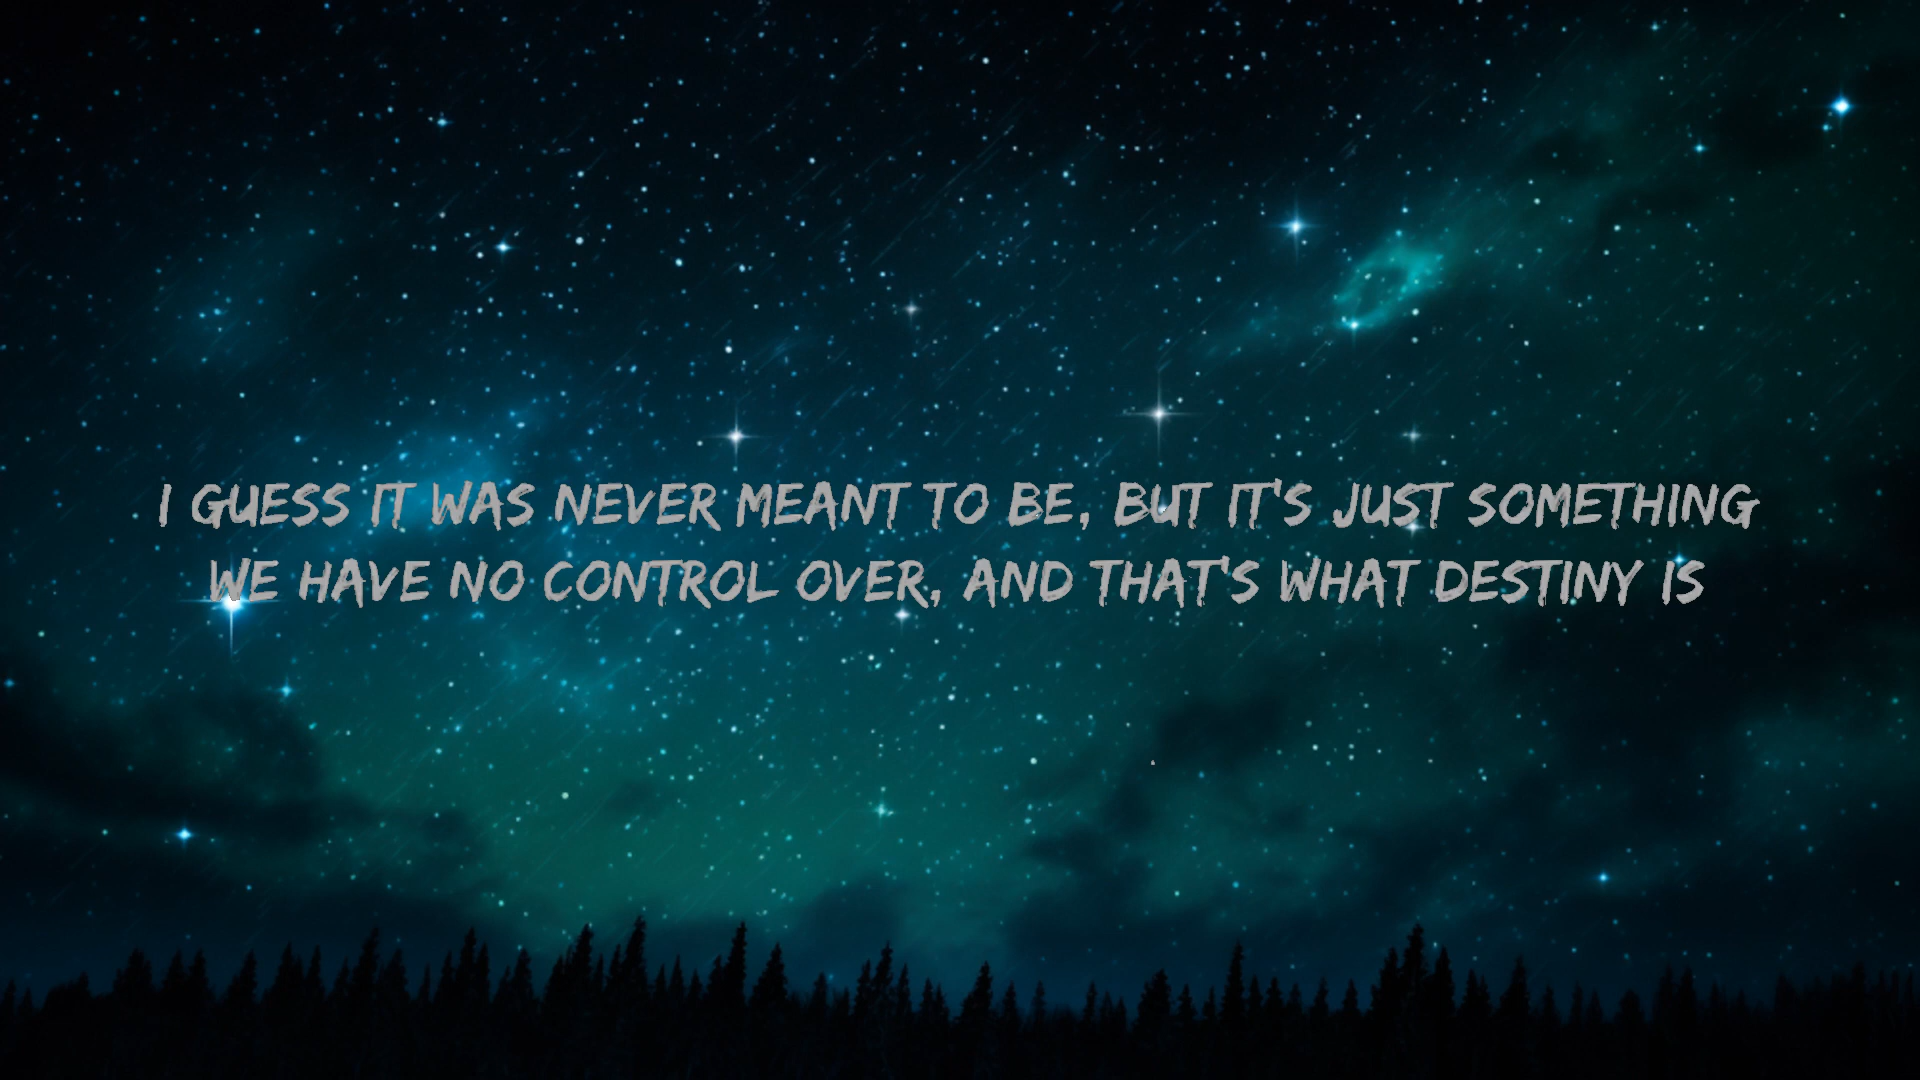 I GUESS IT WAS NEVER MEANT TO BE, BUT IT'S JUST SOMETHING
WE HAVE NO CONTROL OVER, AND THAT'S WHAT DESTINY IS